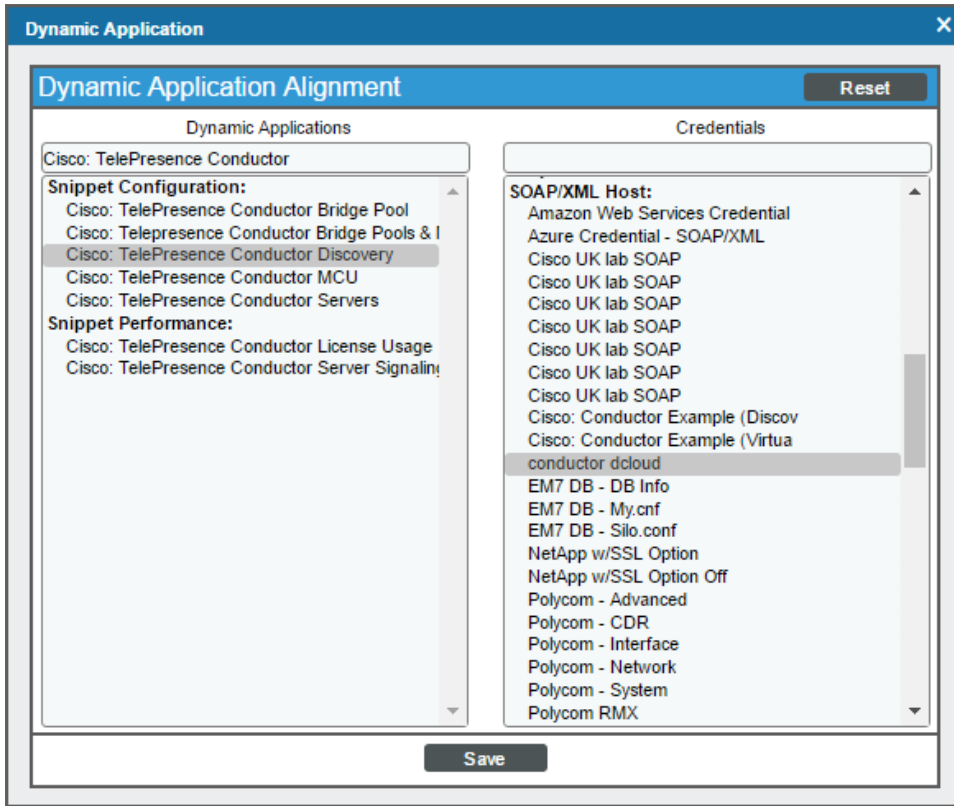 Dynamic Application
Dynamic Application Alignment
Reset
Dynamic Applications
Cisco: TelePresence Conductor
Snippet Configuration:
Cisco: TelePresence Conductor Bridge Pool
Cisco: Telepresence Conductor Bridge Pools &
Cisco: TelePresence Conductor Discovery
Cisco: TelePresence Conductor MCU
Cisco: TelePresence Conductor Servers
Snippet Performance:
Cisco: TelePresence Conductor License Usage
Cisco: TelePresence Conductor Server Signaling
Credentials
SOAP/XML Host:
Amazon Web Services Credential
Azure Credential - SOAP/XML
Cisco UK lab SOAP
Cisco UK lab SOAP
Cisco UK lab SOAP
Cisco UK lab SOAP
Cisco UK lab SOAP
Cisco UK lab SOAP
Cisco UK lab SOAP
Cisco: Conductor Example (Discov
Cisco: Conductor Example (Virtua
conductor dcloud
EM7 DB - DB Info
EM7 DB - My.cnf
EM7 DB - Silo.conf
NetApp w/SSL Option
NetApp w/SSL Option Off
Polycom - Advanced
Polycom - CDR
Polycom - Interface
Polycom - Network
Polycom - System
Polycom RMX
Save